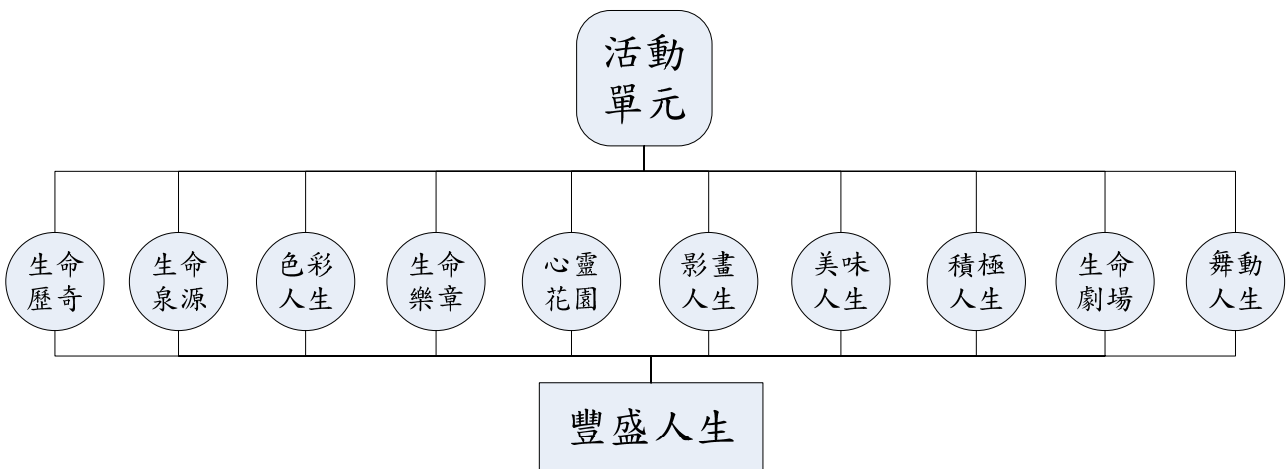 活動
單元
生命
歷奇
生命
泉源
色彩
人生
生命
樂章
心靈
花園
影畫
人生
美味
人生
積極
人生
生命
劇場
舞動
人生
豐盛人生